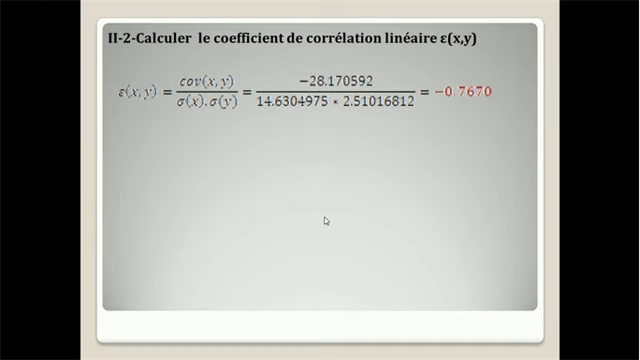 II-2-Calculer le coefficient de corrélation linéaire ε(x,y)
ε(x,y) = cov(x,y) / σ(x).σ(y) = −28.170592 / 14.6304975 * 2.51016812 = −0.7670